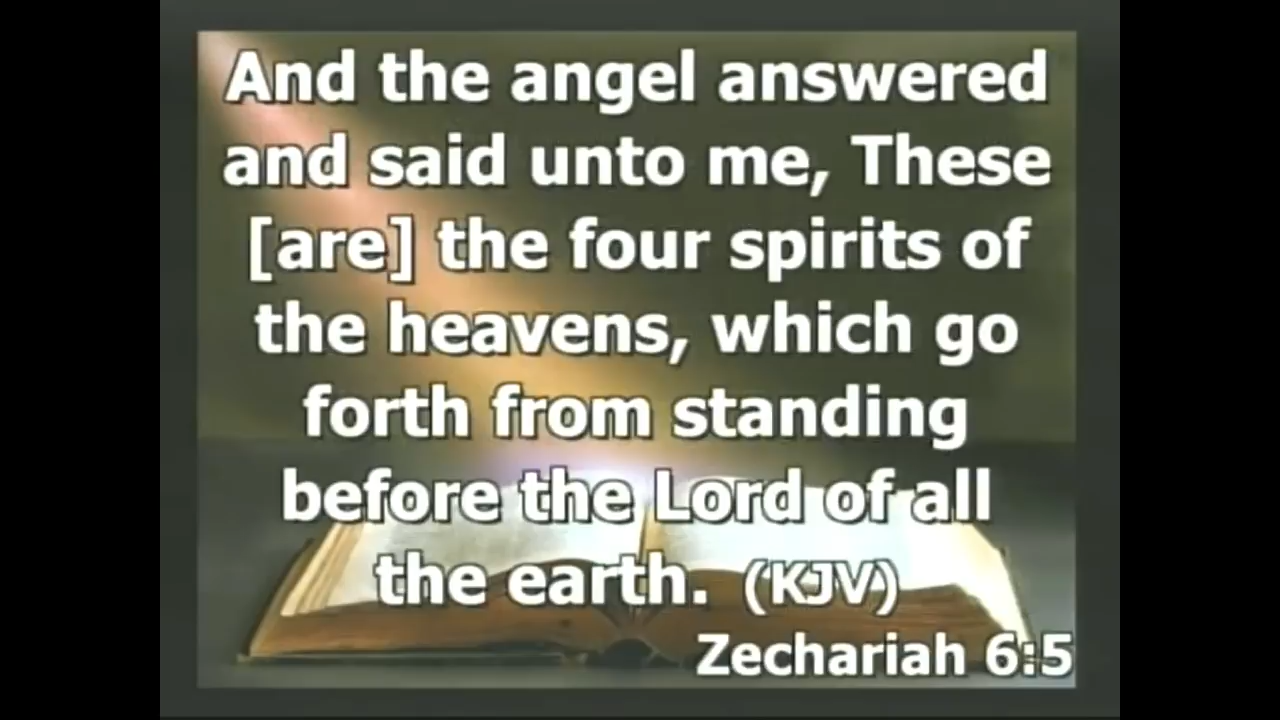 And the angel answered
and said unto me, These
[are] the four spirits of
the heavens, which go
forth from standing
before the Lord of all
the earth. (KJV)
Zechariah 6:5